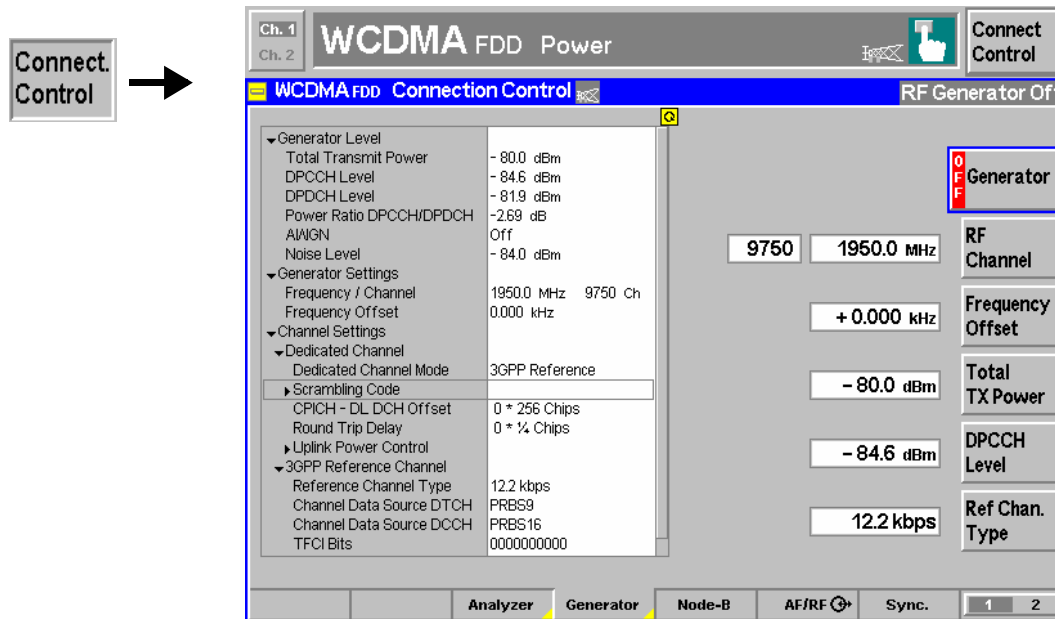 Connect.
Control
Ch. 1
Ch. 2
WCDMA FDD Power
Connect
Control
WCDMA FDD Connection Control
RF Generator Off
Generator Level
Total Transmit Power - 80.0 dBm
DPCCH Level - 84.6 dBm
DPDCH Level - 81.9 dBm
Power Ratio DPCCH/DPDCH -2.69 dB
AWGN Off
Noise Level - 84.0 dBm
Generator Settings
Frequency / Channel 1950.0 MHz 9750 Ch
Frequency Offset 0.000 kHz
Channel Settings
Dedicated Channel
Dedicated Channel Mode 3GPP Reference
Scrambling Code
CPICH - DL DCH Offset 0 * 256 Chips
Round Trip Delay 0 * ¼ Chips
Uplink Power Control
3GPP Reference Channel
Reference Channel Type 12.2 kbps
Channel Data Source DTCH PRBS9
Channel Data Source DCCH PRBS16
TFCI Bits 0000000000
OFF Generator
9750 1950.0 MHz RF Channel
+ 0.000 kHz Frequency Offset
- 80.0 dBm Total TX Power
- 84.6 dBm DPCCH Level
12.2 kbps Ref Chan. Type
Analyzer Generator Node-B AF/RF Sync. 1 2